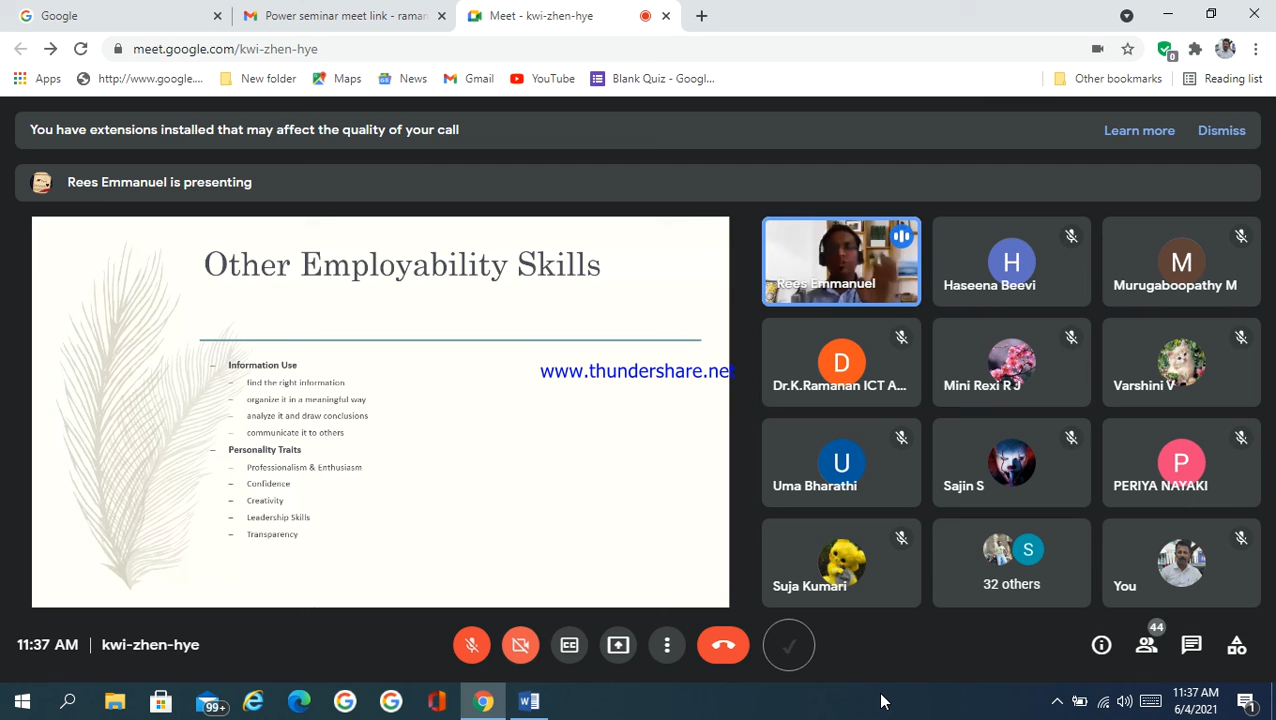 Google
Power seminar meet link - raman
Meet - kwi-zhen-hye
meet.google.com/kwi-zhen-hye
0
Apps
http://www.google....
New folder
Maps
News
Gmail
YouTube
Blank Quiz - Googl...
Other bookmarks
Reading list
You have extensions installed that may affect the quality of your call
Learn more
Dismiss
Rees Emmanuel is presenting
Other Employability Skills
– Information Use
– find the right information
– organize it in a meaningful way
– analyze it and draw conclusions
– communicate it to others
– Personality Traits
– Professionalism & Enthusiasm
– Confidence
– Creativity
– Leadership Skills
– Transparency
www.thundershare.net
Rees Emmanuel
H
Haseena Beevi
M
Murugaboopathy M
D
Dr.K.Ramanan ICT A...
Mini Rexi R J
Varshini V
U
Uma Bharathi
Sajin S
P
PERIYA NAYAKI
Suja Kumari
S
32 others
You
11:37 AM | kwi-zhen-hye
44
99+
11:37 AM
6/4/2021
1